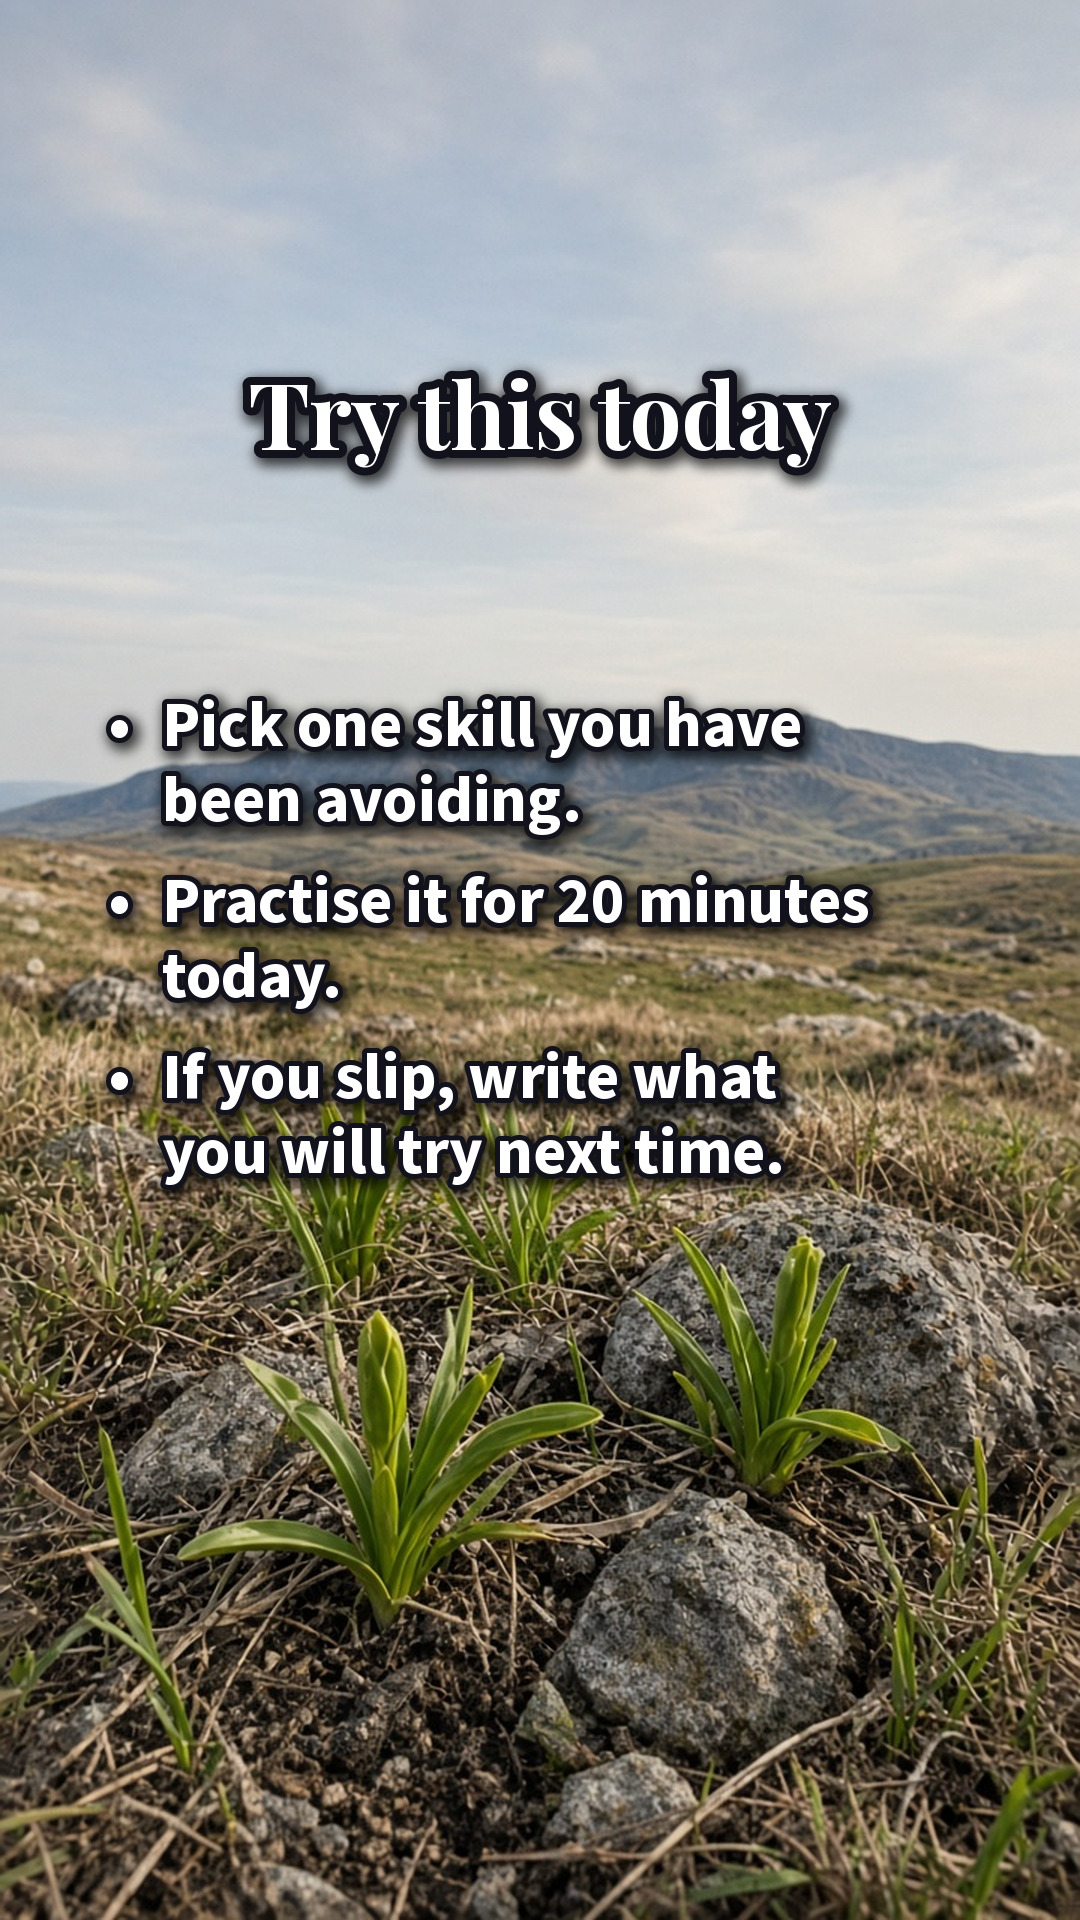 Try this today
• Pick one skill you have
been avoiding.
• Practise it for 20 minutes
today.
• If you slip, write what
you will try next time.